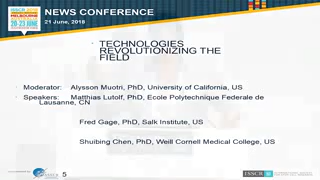 ISSCR 2018
MELBOURNE
20-23 JUNE
NEWS CONFERENCE
21 June, 2018
• TECHNOLOGIES
REVOLUTIONIZING THE
FIELD
• Moderator: Alysson Muotri, PhD, University of California, US
• Speakers: Matthias Lutolf, PhD, Ecole Polytechnique Federale de
Lausanne, CN
Fred Gage, PhD, Salk Institute, US
Shuibing Chen, PhD, Weill Cornell Medical College, US
5
ISSCR